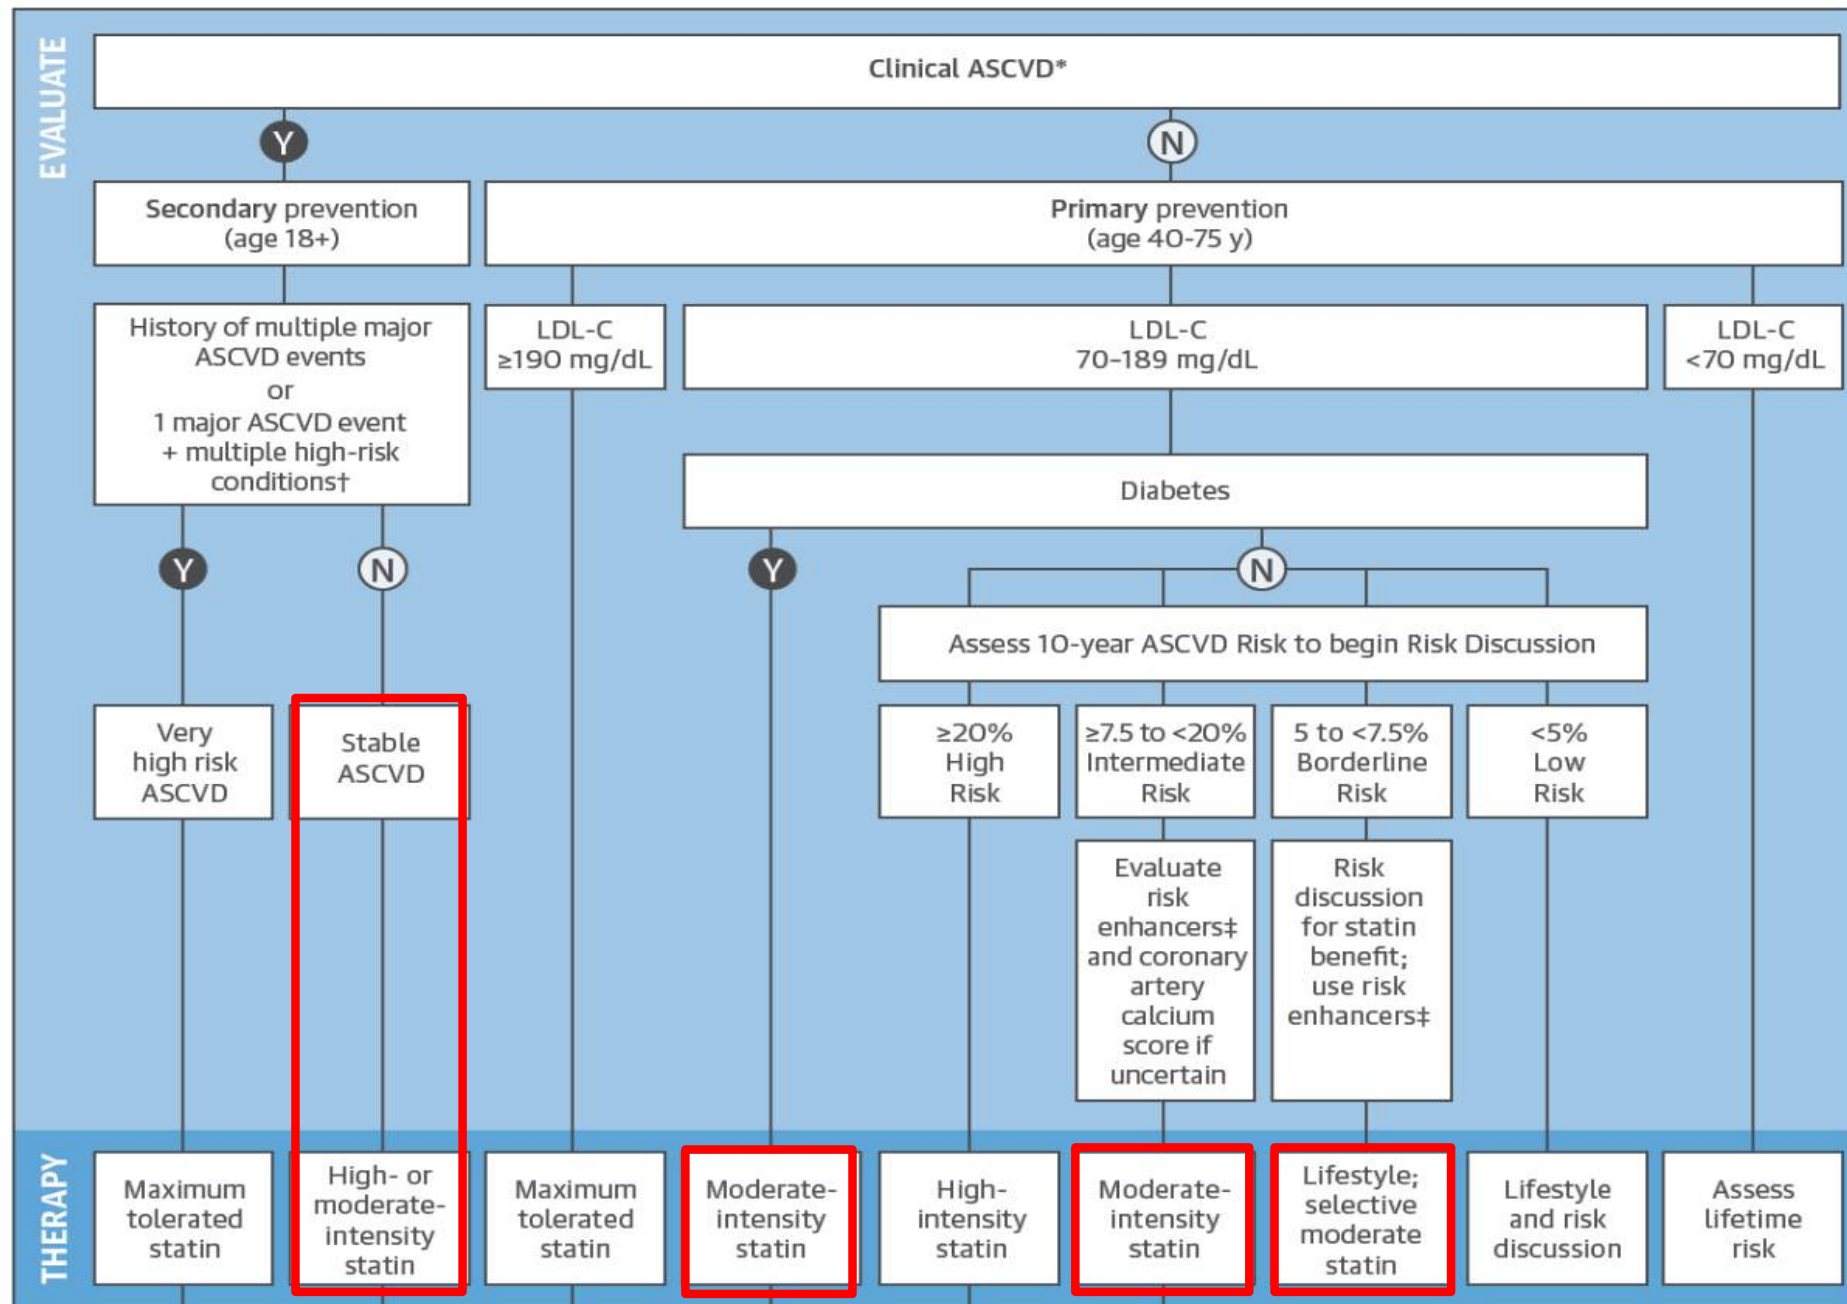 EVALUATE
Clinical ASCVD*
Y
N
Secondary prevention
(age 18+)
Primary prevention
(age 40-75 y)
History of multiple major
ASCVD events
or
1 major ASCVD event
+ multiple high-risk
conditions†
LDL-C
≥190 mg/dL
LDL-C
70-189 mg/dL
LDL-C
<70 mg/dL
Diabetes
Y
N
Y
N
Assess 10-year ASCVD Risk to begin Risk Discussion
Very
high risk
ASCVD
Stable
ASCVD
≥20%
High
Risk
≥7.5 to <20%
Intermediate
Risk
5 to <7.5%
Borderline
Risk
<5%
Low
Risk
Evaluate
risk
enhancers‡
and coronary
artery
calcium
score if
uncertain
Risk
discussion
for statin
benefit;
use risk
enhancers‡
THERAPY
Maximum
tolerated
statin
High- or
moderate-
intensity
statin
Maximum
tolerated
statin
Moderate-
intensity
statin
High-
intensity
statin
Moderate-
intensity
statin
Lifestyle;
selective
moderate
statin
Lifestyle
and risk
discussion
Assess
lifetime
risk